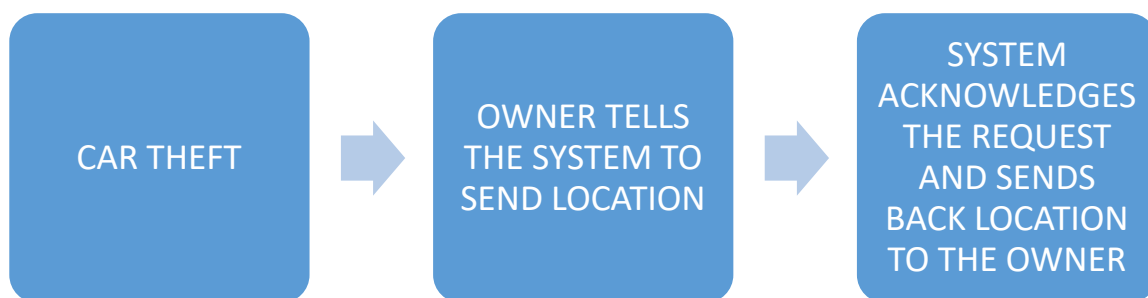 CAR THEFT
OWNER TELLS
THE SYSTEM TO
SEND LOCATION
SYSTEM
ACKNOWLEDGES
THE REQUEST
AND SENDS
BACK LOCATION
TO THE OWNER